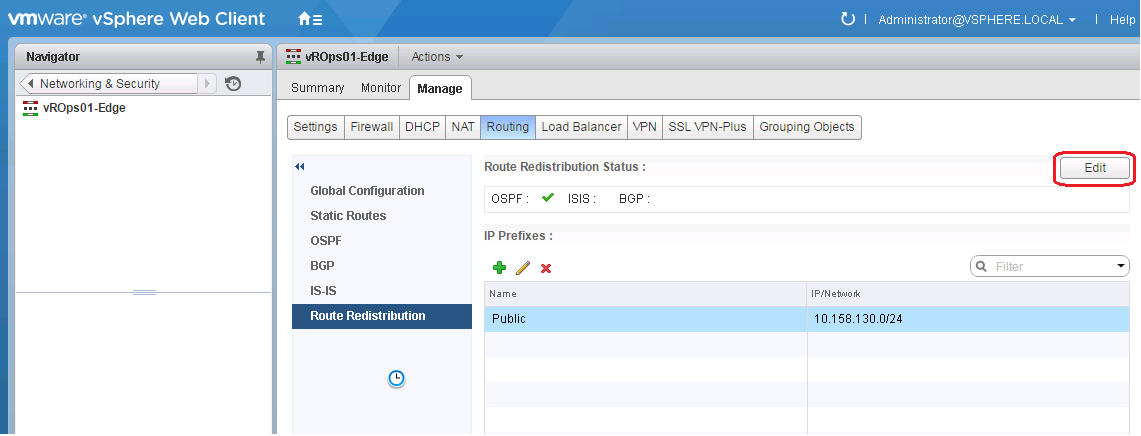 vmware® vSphere Web Client
Administrator@VSPHERE.LOCAL
Help
Navigator
Networking & Security
vROps01-Edge
vROps01-Edge
Actions
Summary
Monitor
Manage
Settings
Firewall
DHCP
NAT
Routing
Load Balancer
VPN
SSL VPN-Plus
Grouping Objects
Global Configuration
Static Routes
OSPF
BGP
IS-IS
Route Redistribution
Route Redistribution Status :
Edit
OSPF : ISIS : BGP :
IP Prefixes :
Filter
Name IP/Network
Public 10.158.130.0/24